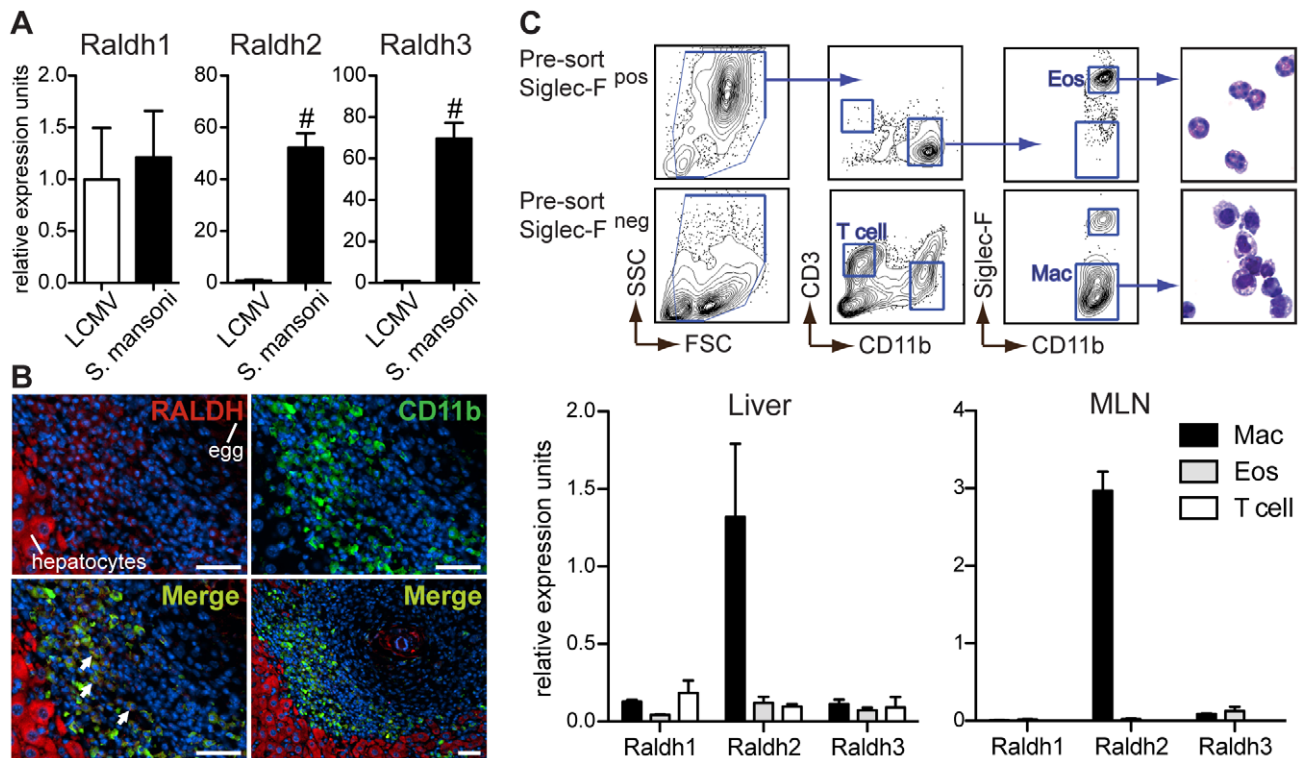 A
Raldh1
Raldh2
Raldh3
relative expression units
2.0
1.5
1.0
0.5
0.0
80
60
40
20
0
100
80
60
40
20
0
#
#
LCMV
S. mansoni
LCMV
S. mansoni
LCMV
S. mansoni
B
RALDH
egg
hepatocytes
CD11b
Merge
Merge
C
Pre-sort
Siglec-F pos
Eos
Pre-sort
Siglec-F neg
T cell
Mac
SSC
FSC
CD3
CD11b
Siglec-F
CD11b
Liver
relative expression units
2.0
1.5
1.0
0.5
0.0
Raldh1
Raldh2
Raldh3
MLN
4
3
2
1
0
Raldh1
Raldh2
Raldh3
Mac
Eos
T cell